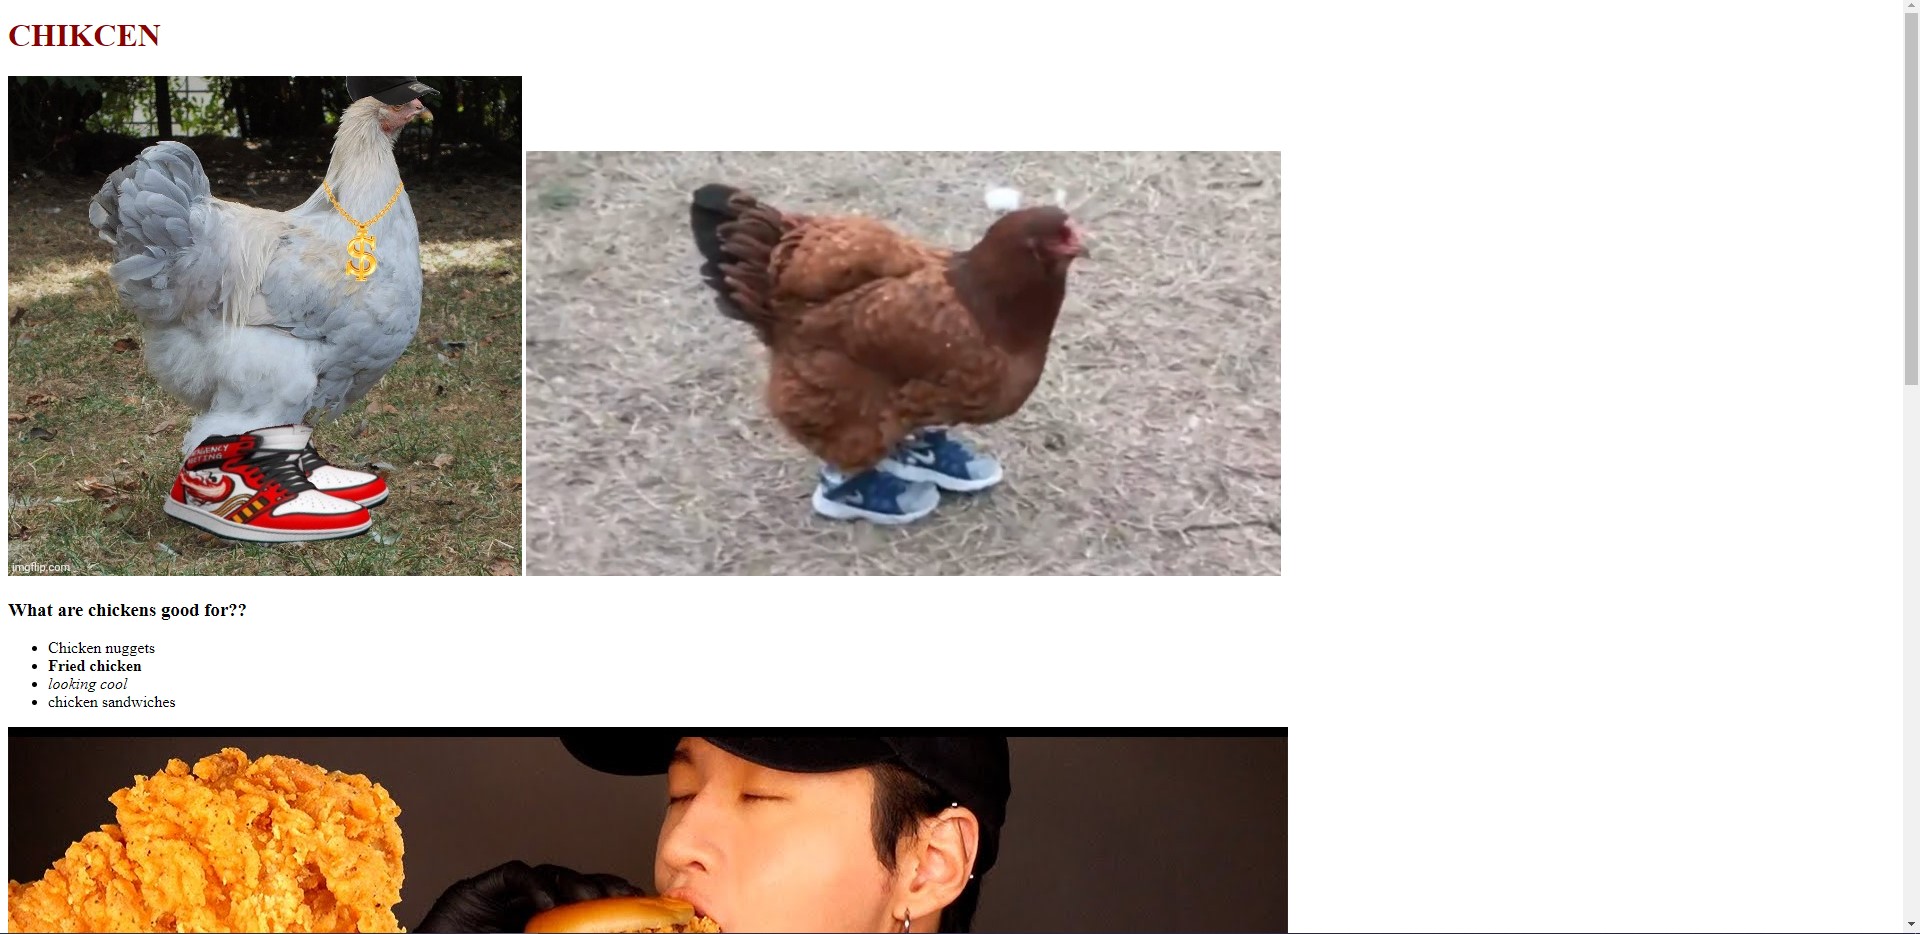 CHIKCEN
imgflip.com
What are chickens good for??
Chicken nuggets
Fried chicken
looking cool
chicken sandwiches